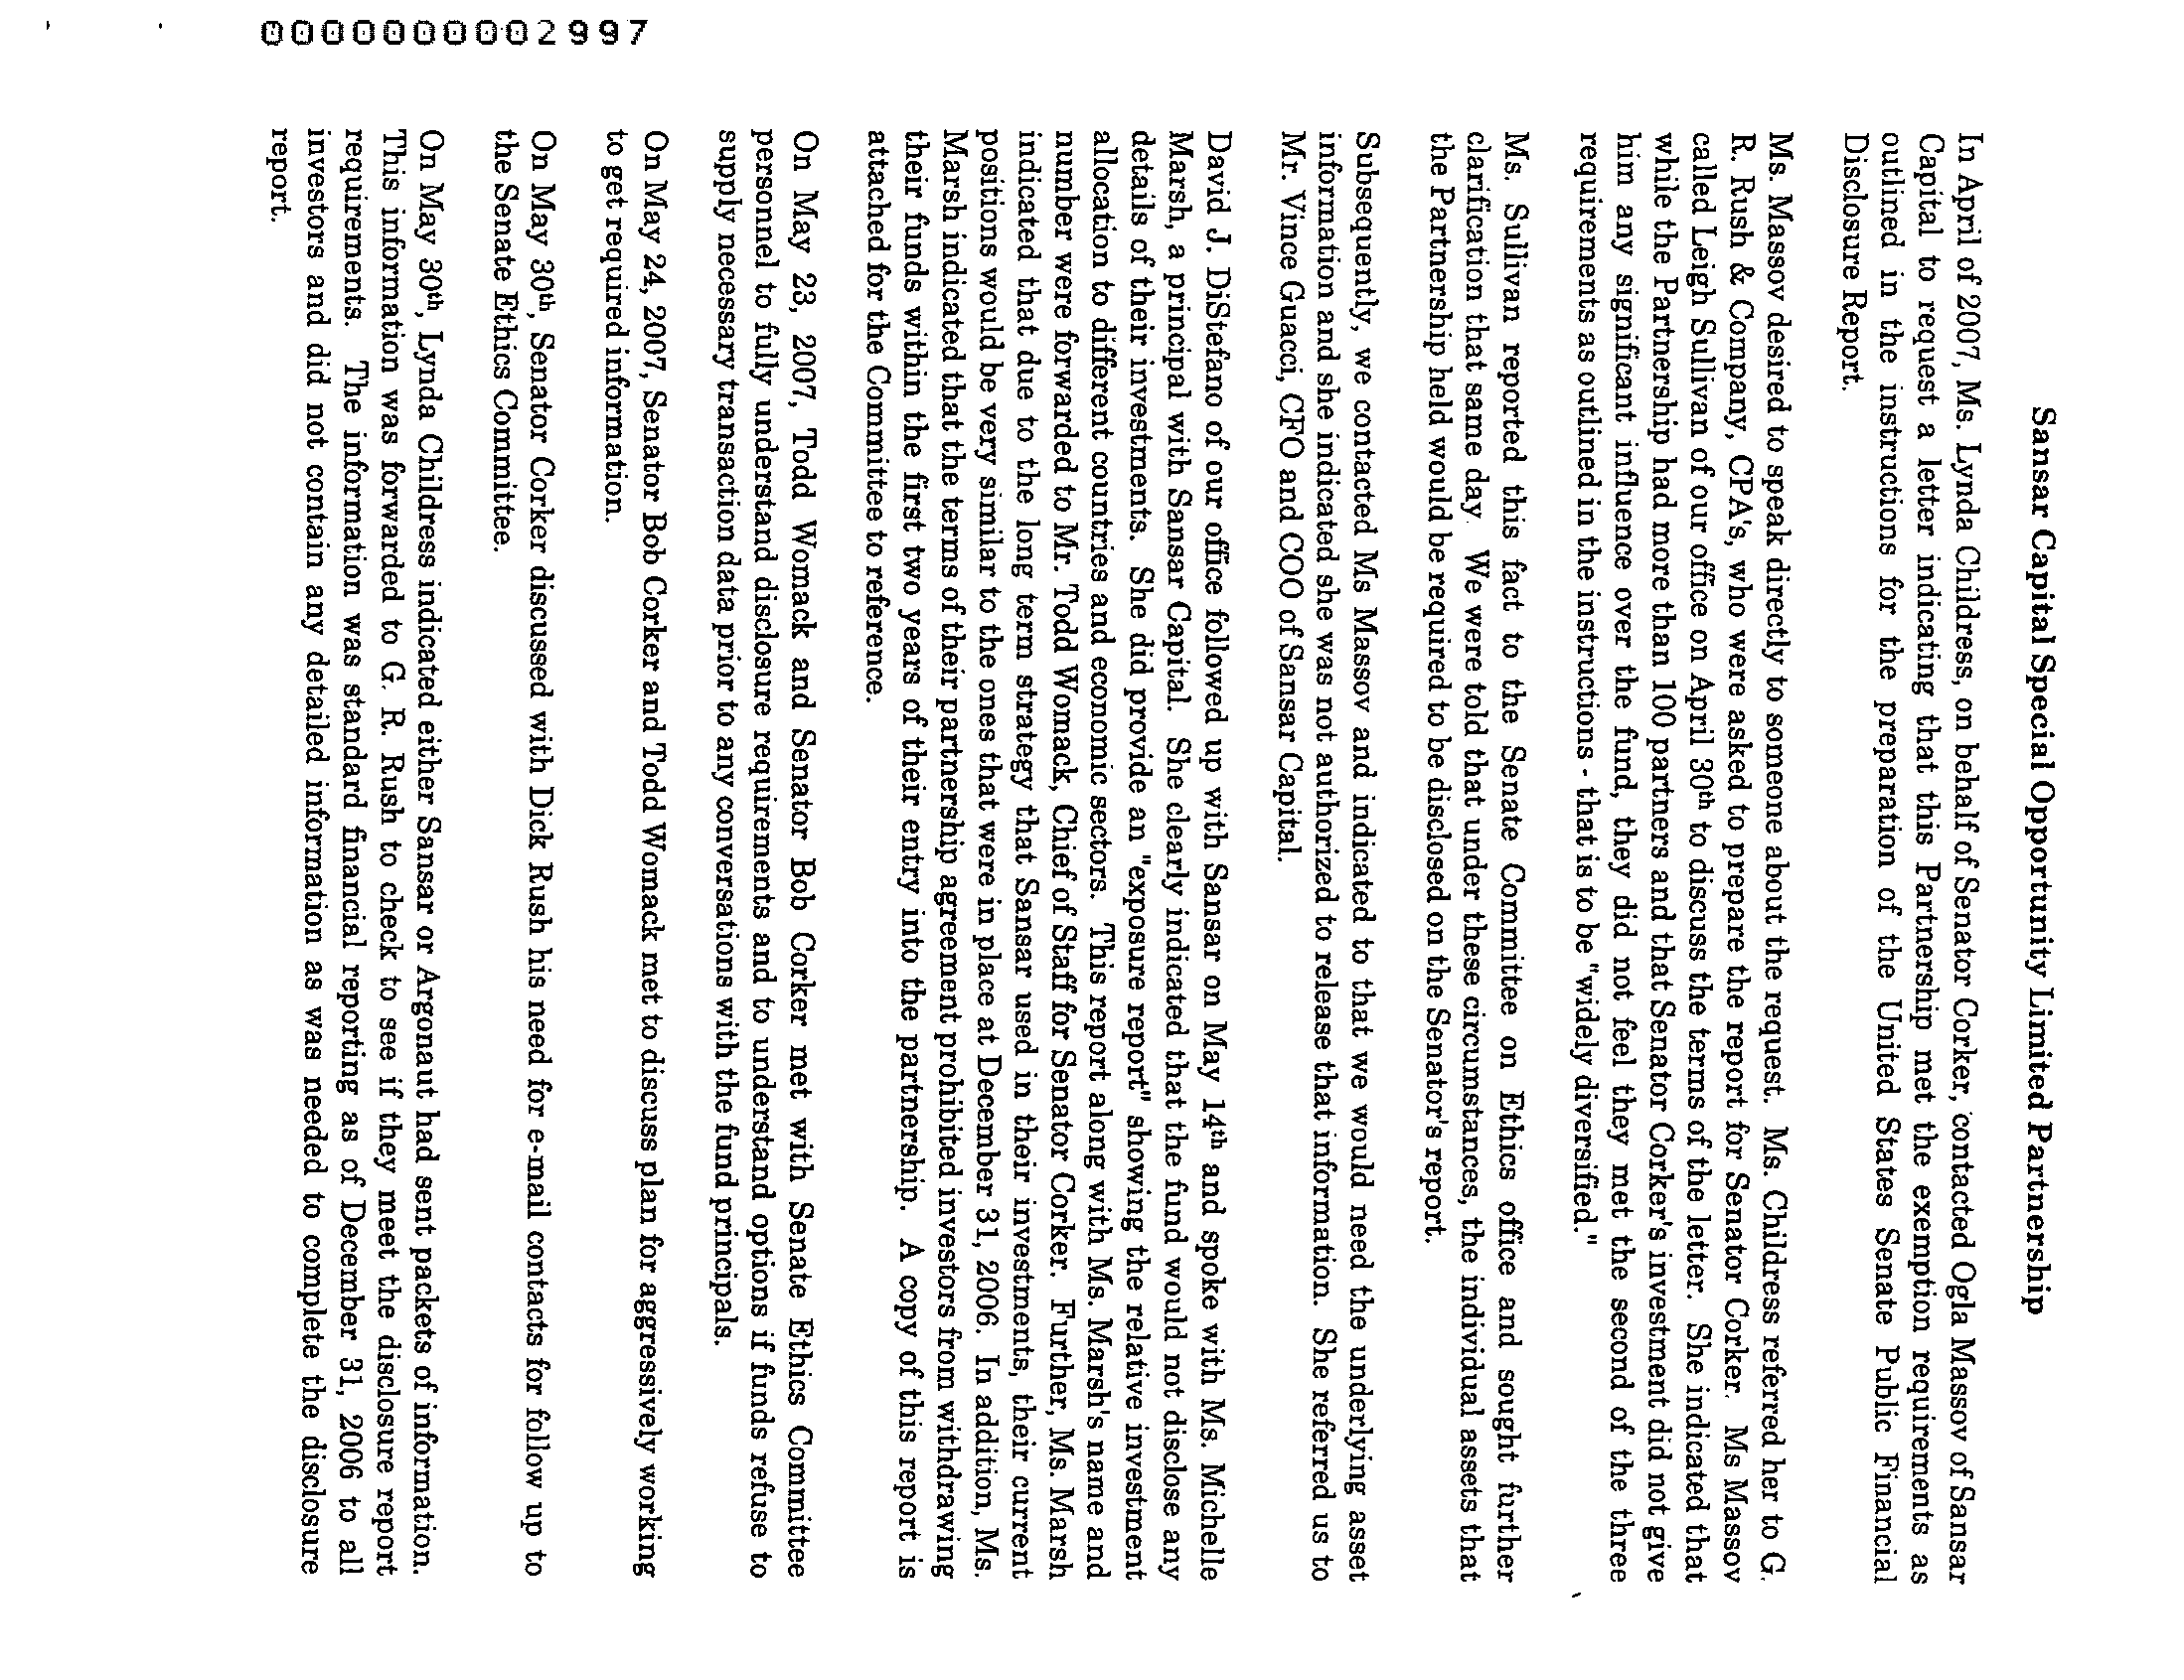 Sansar Capital Special Opportunity Limited Partnership
In April of 2007, Ms. Lynda Childress, on behalf of Senator Corker, contacted Ogla Massov of Sansar
Capital to request a letter indicating that this Partnership met the exemption requirements as
outlined in the instructions for the preparation of the United States Senate Public Financial
Disclosure Report.
Ms. Massov desired to speak directly to someone about the request. Ms. Childress referred her to G.
R. Rush & Company, CPA's, who were asked to prepare the report for Senator Corker. Ms Massov
called Leigh Sullivan of our office on April 30th to discuss the terms of the letter. She indicated that
while the Partnership had more than 100 partners and that Senator Corker's investment did not give
him any significant influence over the fund, they did not feel they met the second of the three
requirements as outlined in the instructions - that is to be "widely diversified."
Ms. Sullivan reported this fact to the Senate Committee on Ethics office and sought further
clarification that same day. We were told that under these circumstances, the individual assets that
the Partnership held would be required to be disclosed on the Senator's report.
Subsequently, we contacted Ms Massov and indicated to that we would need the underlying asset
information and she indicated she was not authorized to release that information. She referred us to
Mr. Vince Guacci, CFO and COO of Sansar Capital.
David J. DiStefano of our office followed up with Sansar on May 14th and spoke with Ms. Michelle
Marsh, a principal with Sansar Capital. She clearly indicated that the fund would not disclose any
details of their investments. She did provide an "exposure report" showing the relative investment
allocation to different countries and economic sectors. This report along with Ms. Marsh's name and
number were forwarded to Mr. Todd Womack, Chief of Staff for Senator Corker. Further, Ms. Marsh
indicated that due to the long term strategy that Sansar used in their investments, their current
positions would be very similar to the ones that were in place at December 31, 2006. In addition, Ms.
Marsh indicated that the terms of their partnership agreement prohibited investors from withdrawing
their funds within the first two years of their entry into the partnership. A copy of this report is
attached for the Committee to reference.
On May 23, 2007, Todd Womack and Senator Bob Corker met with Senate Ethics Committee
personnel to fully understand disclosure requirements and to understand options if funds refuse to
supply necessary transaction data prior to any conversations with the fund principals.
On May 24, 2007, Senator Bob Corker and Todd Womack met to discuss plan for aggressively working
to get required information.
On May 30th, Senator Corker discussed with Dick Rush his need for e-mail contacts for follow up to
the Senate Ethics Committee.
On May 30th, Lynda Childress indicated either Sansar or Argonaut had sent packets of information.
This information was forwarded to G. R. Rush to check to see if they meet the disclosure report
requirements. The information was standard financial reporting as of December 31, 2006 to all
investors and did not contain any detailed information as was needed to complete the disclosure
report.
0000000002997